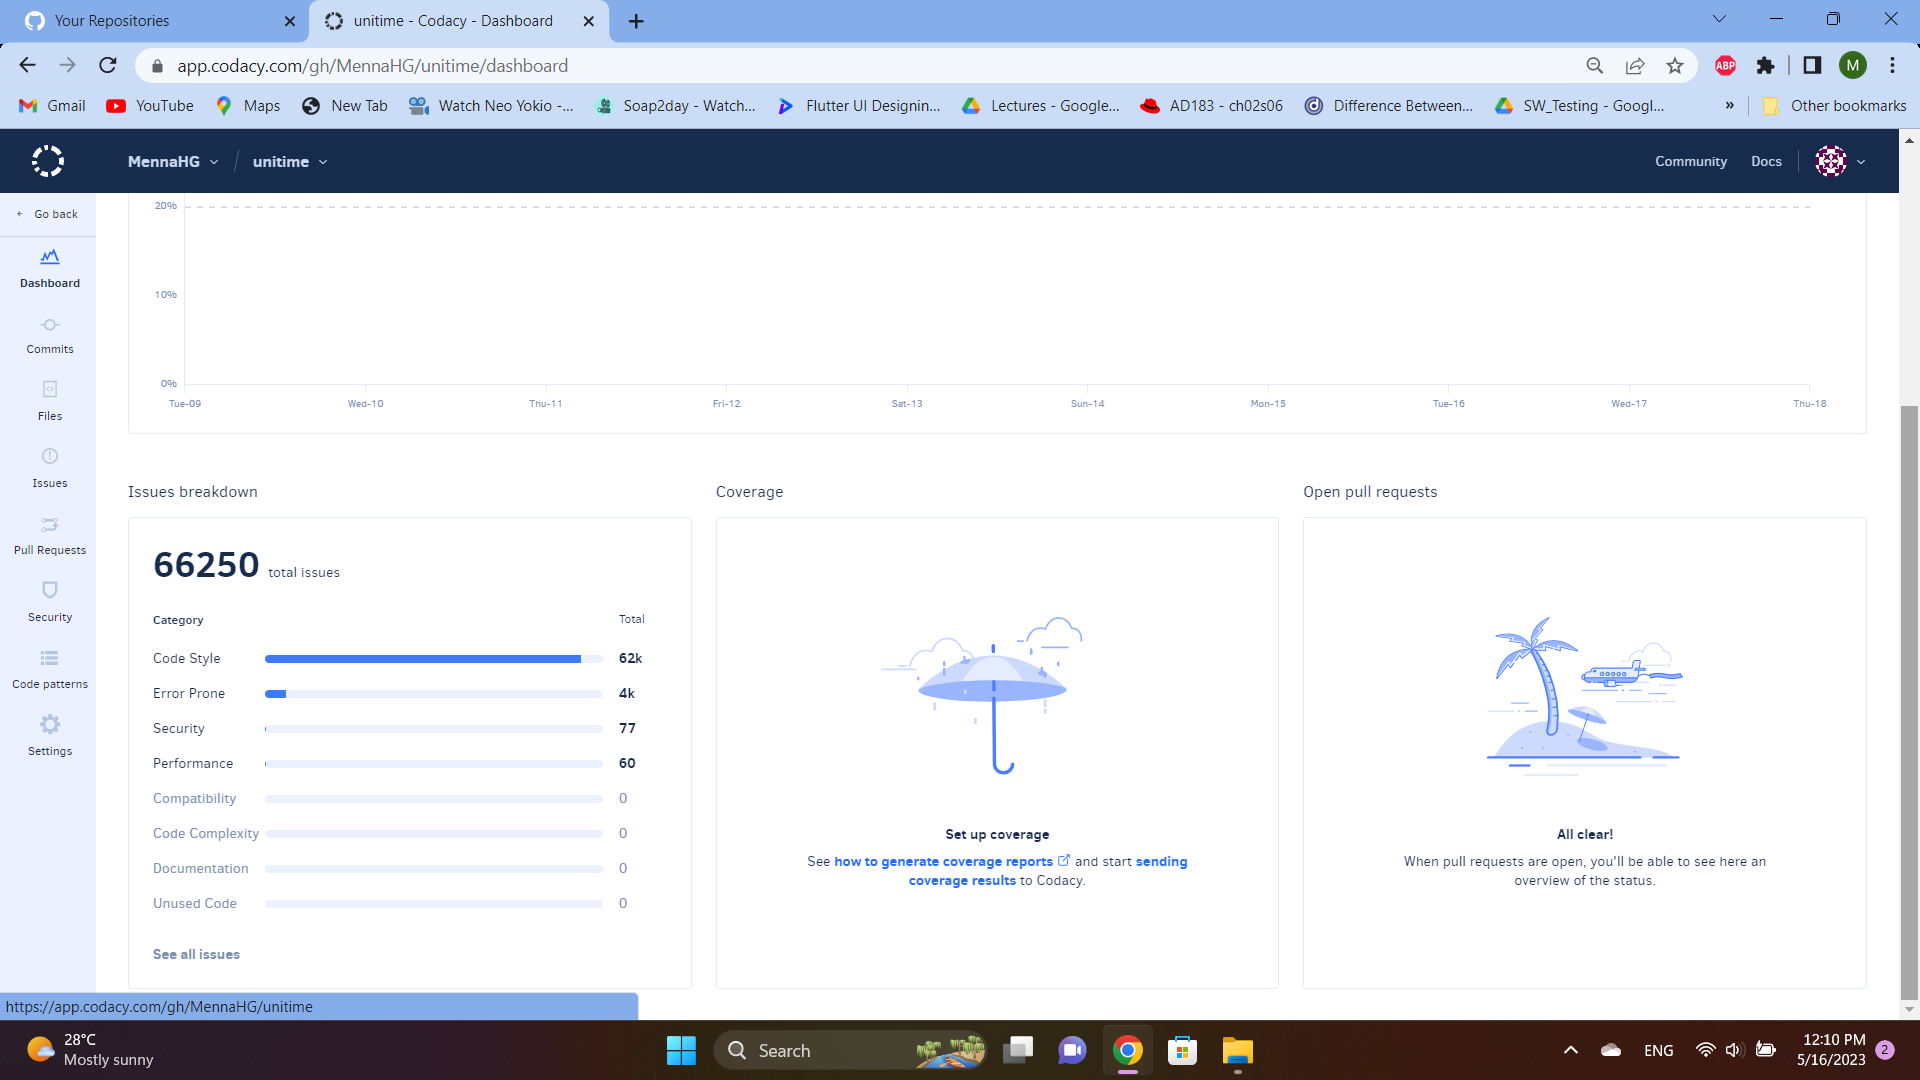 Your Repositories
unitime - Codacy - Dashboard
app.codacy.com/gh/MennaHG/unitime/dashboard
ABP
M
Gmail
YouTube
Maps
New Tab
Watch Neo Yokio -...
Soap2day - Watch...
Flutter UI Designin...
Lectures - Google...
AD183 - ch02s06
Difference Between...
SW_Testing - Googl...
»
Other bookmarks
MennaHG / unitime
Community
Docs
Go back
Dashboard
Commits
Files
Issues
Pull Requests
Security
Code patterns
Settings
20%
10%
0%
Tue-09 Wed-10 Thu-11 Fri-12 Sat-13 Sun-14 Mon-15 Tue-16 Wed-17 Thu-18
Issues breakdown
66250 total issues
Category Total
Code Style 62k
Error Prone 4k
Security 77
Performance 60
Compatibility 0
Code Complexity 0
Documentation 0
Unused Code 0
See all issues
Coverage
Set up coverage
See how to generate coverage reports and start sending
coverage results to Codacy.
Open pull requests
All clear!
When pull requests are open, you'll be able to see here an
overview of the status.
https://app.codacy.com/gh/MennaHG/unitime
28°C
Mostly sunny
Search
ENG
12:10 PM
5/16/2023
2